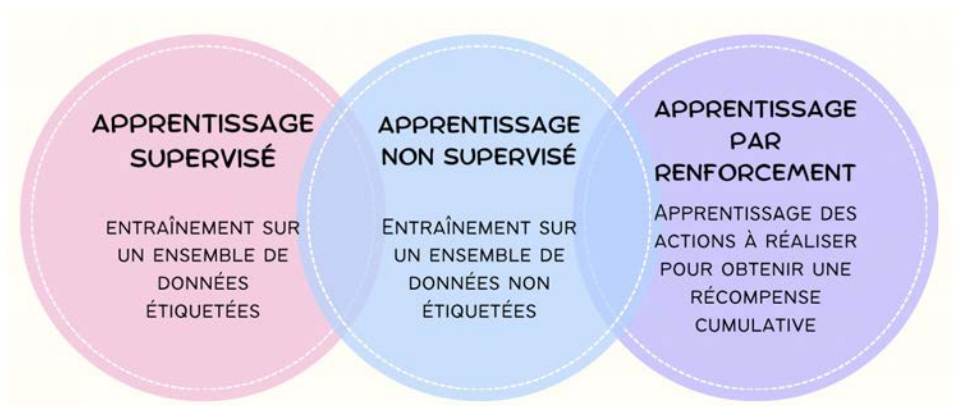 APPRENTISSAGE
SUPERVISÉ
ENTRAÎNEMENT SUR
UN ENSEMBLE DE
DONNÉES
ÉTIQUETÉES
APPRENTISSAGE
NON SUPERVISÉ
ENTRAÎNEMENT SUR
UN ENSEMBLE DE
DONNÉES NON
ÉTIQUETÉES
APPRENTISSAGE
PAR
RENFORCEMENT
APPRENTISSAGE DES
ACTIONS À RÉALISER
POUR OBTENIR UNE
RÉCOMPENSE
CUMULATIVE